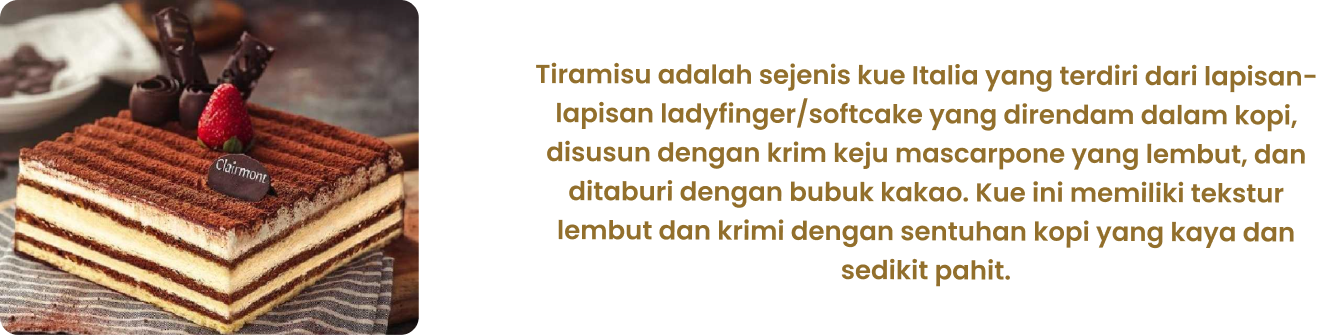 Clairmont
Tiramisu adalah sejenis kue Italia yang terdiri dari lapisan-
lapisan ladyfinger/softcake yang direndam dalam kopi,
disusun dengan krim keju mascarpone yang lembut, dan
ditaburi dengan bubuk kakao. Kue ini memiliki tekstur
lembut dan krimi dengan sentuhan kopi yang kaya dan
sedikit pahit.